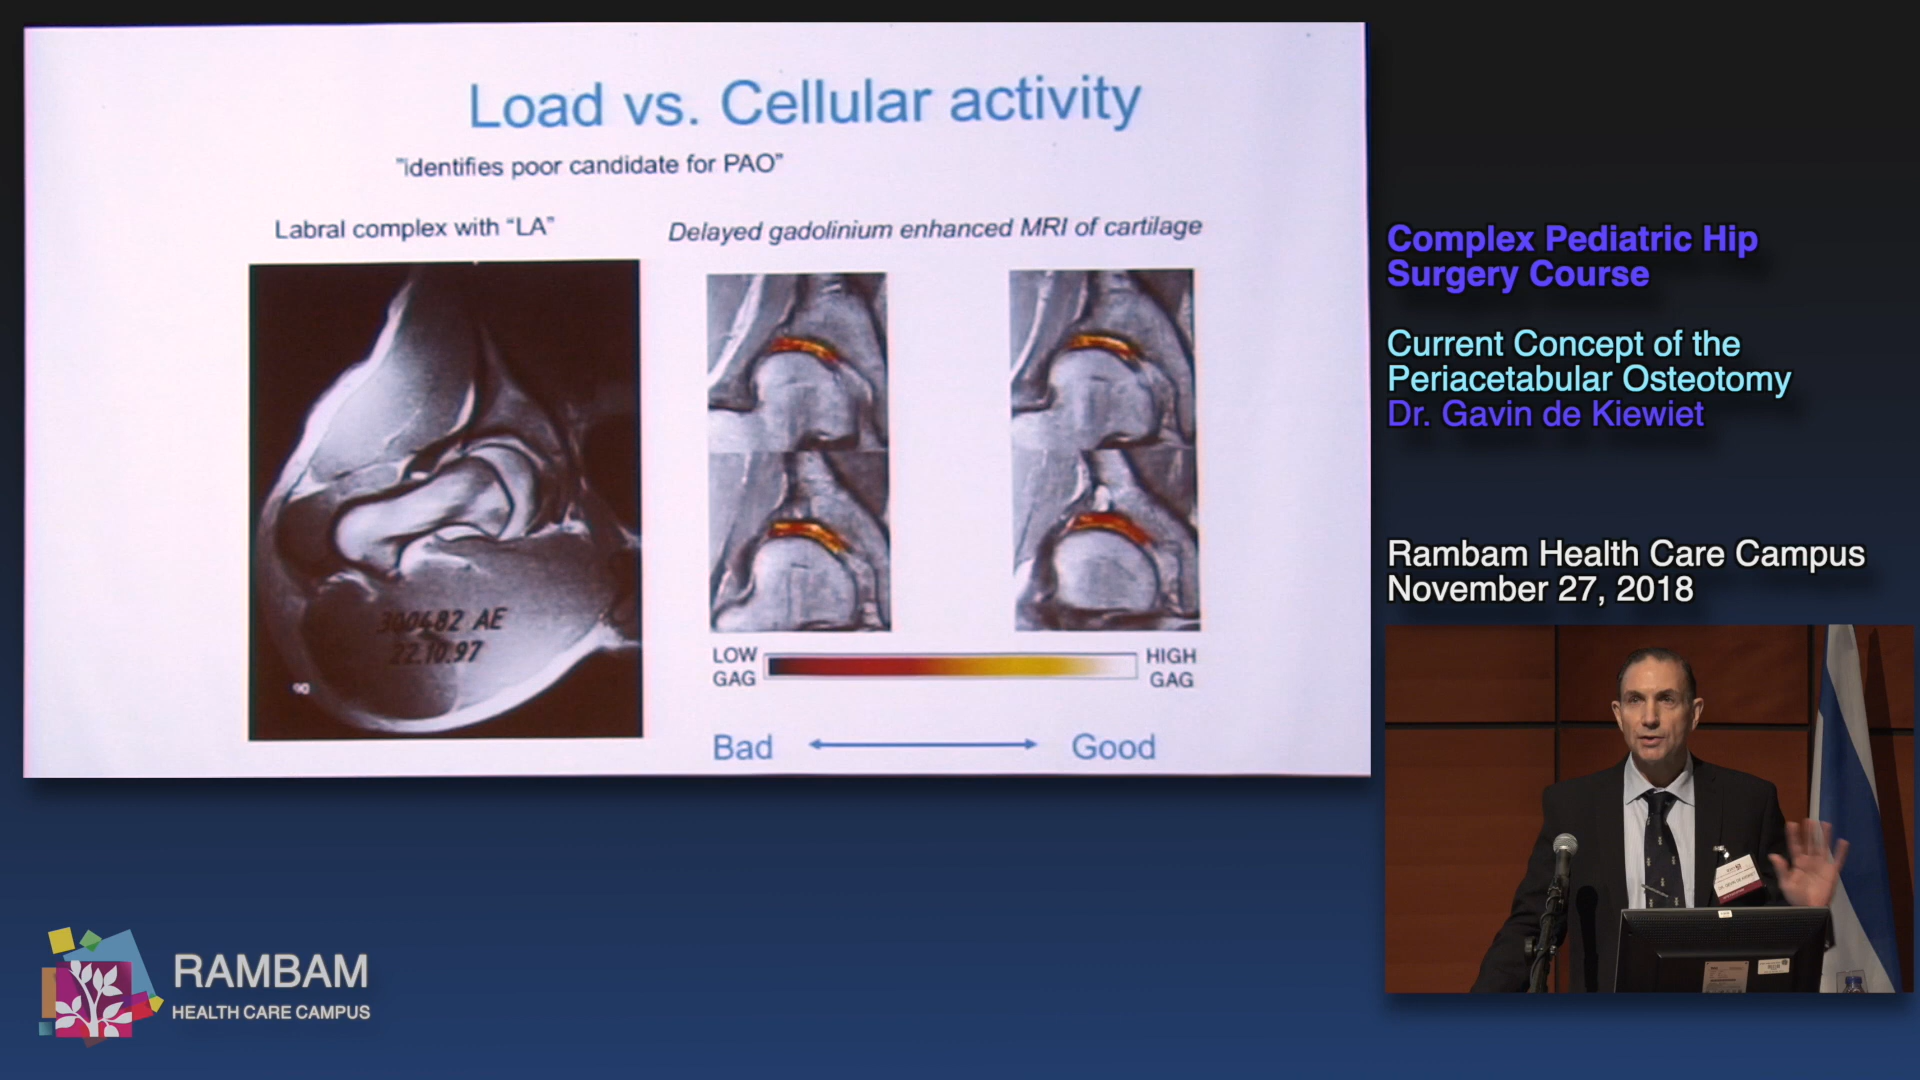 Load vs. Cellular activity
"identifies poor candidate for PAO"
Labral complex with “LA”
Delayed gadolinium enhanced MRI of cartilage
300482 AE
22.10.97
90
LOW
GAG
HIGH
GAG
Bad
Good
Complex Pediatric Hip
Surgery Course
Current Concept of the
Periacetabular Osteotomy
Dr. Gavin de Kiewiet
Rambam Health Care Campus
November 27, 2018
RAMBAM
HEALTH CARE CAMPUS